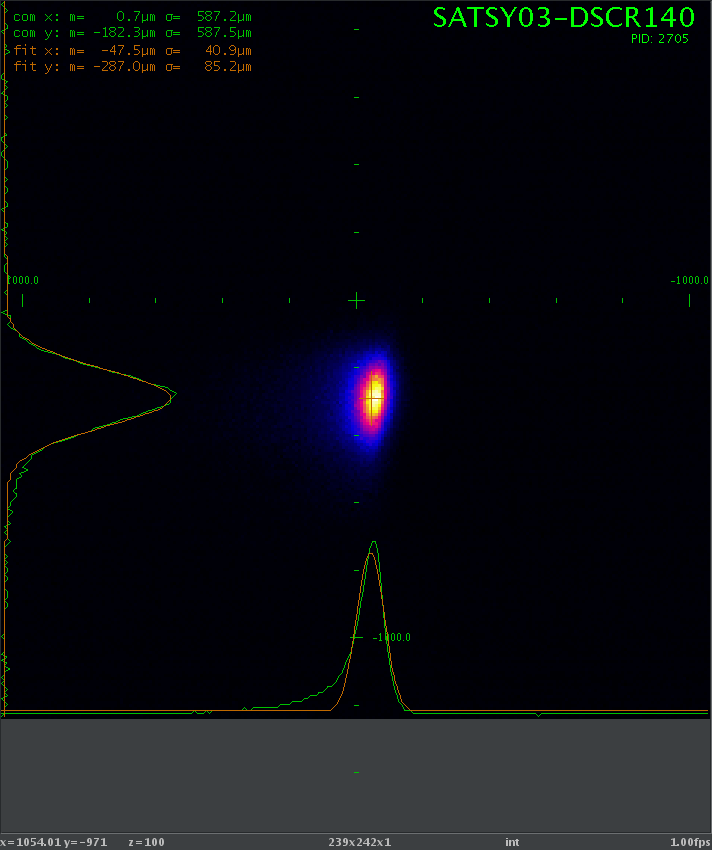 com x: m=    0.7µm σ=  587.2µm
SATSY03-DSCR140
com y: m= -182.3µm σ=  587.5µm
PID: 2705
fit x: m=  -47.5µm σ=   40.9µm
fit y: m= -287.0µm σ=   85.2µm
1000.0
-1000.0
-1000.0
x=1054.01 y=-971 z=100 239x242x1 int 1.00fps